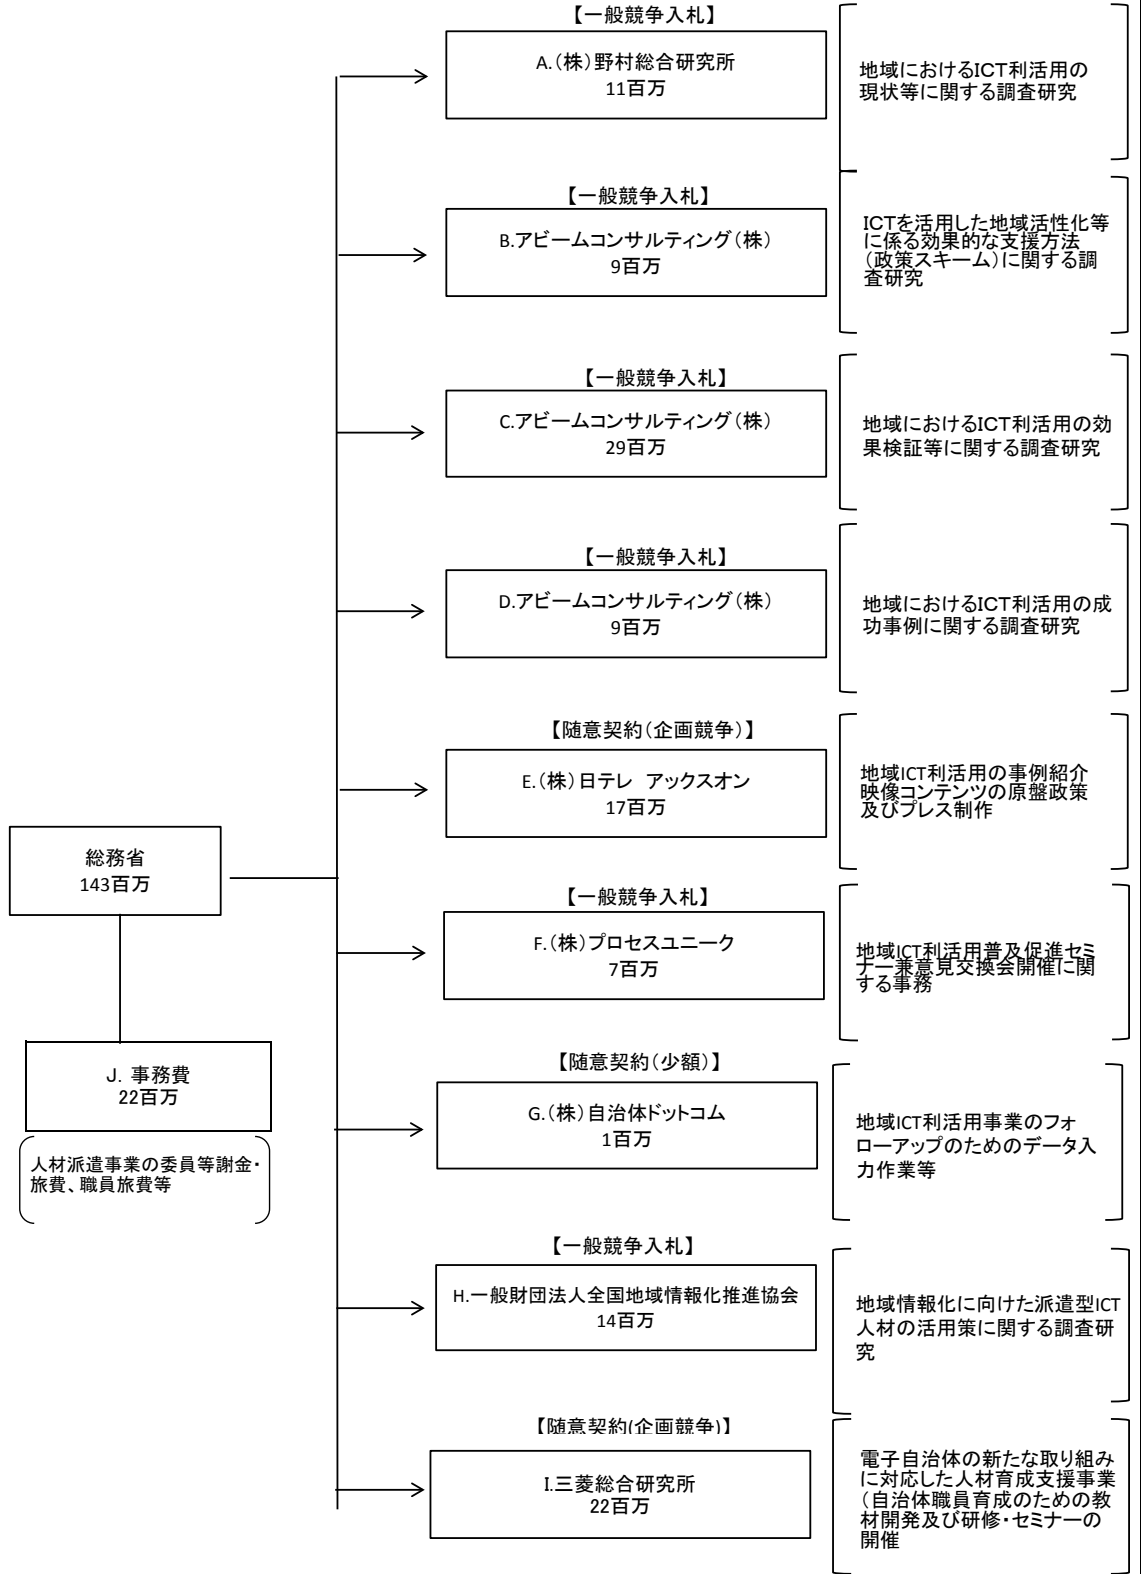 【一般競争入札】
A.（株）野村総合研究所
11百万
地域におけるICT利活用の
現状等に関する調査研究
【一般競争入札】
B.アビームコンサルティング（株）
9百万
ICTを活用した地域活性化等
に係る効果的な支援方法
（政策スキーム）に関する調
査研究
【一般競争入札】
C.アビームコンサルティング（株）
29百万
地域におけるICT利活用の効
果検証等に関する調査研究
【一般競争入札】
D.アビームコンサルティング（株）
9百万
地域におけるICT利活用の成
功事例に関する調査研究
【随意契約（企画競争）】
E.（株）日テレ　アックスオン
17百万
地域ICT利活用の事例紹介
映像コンテンツの原盤政策
及びプレス制作
総務省
143百万
【一般競争入札】
F.（株）プロセスユニーク
7百万
地域ICT利活用普及促進セミ
ナー兼意見交換会開催に関
する事務
J．事務費
22百万
人材派遣事業の委員等謝金・
旅費、職員旅費等
【随意契約（少額）】
G.（株）自治体ドットコム
1百万
地域ICT利活用事業のフォ
ローアップのためのデータ入
力作業等
【一般競争入札】
H.一般財団法人全国地域情報化推進協会
14百万
地域情報化に向けた派遣型ICT
人材の活用策に関する調査研
究
【随意契約(企画競争)】
I.三菱総合研究所
22百万
電子自治体の新たな取り組み
に対応した人材育成支援事業
（自治体職員育成のための教
材開発及び研修・セミナーの
開催